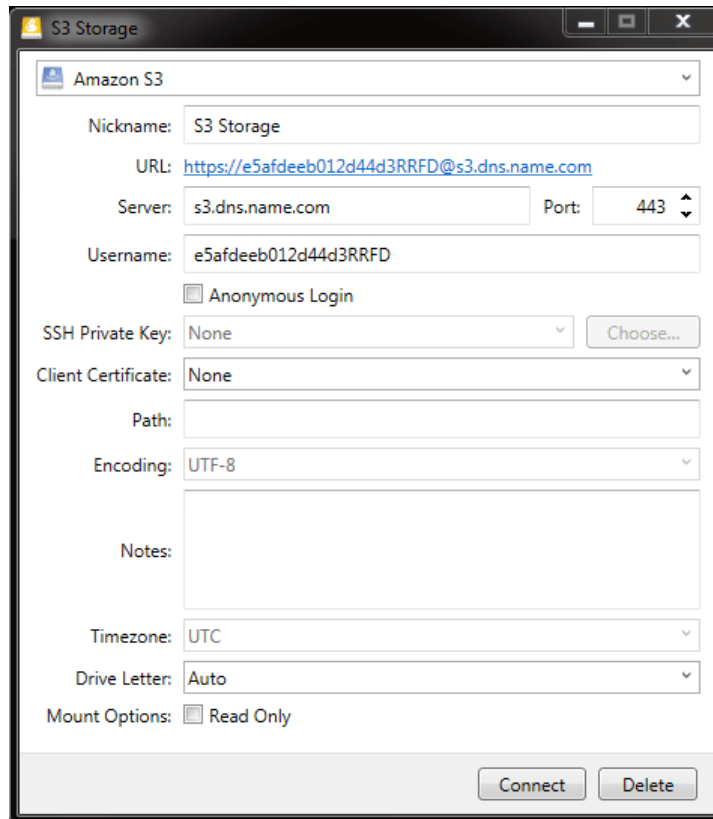 S3 Storage
Amazon S3
Nickname: S3 Storage
URL: https://e5afdeeb012d44d3RRFD@s3.dns.name.com
Server: s3.dns.name.com Port: 443
Username: e5afdeeb012d44d3RRFD
Anonymous Login
SSH Private Key: None Choose...
Client Certificate: None
Path:
Encoding: UTF-8
Notes:
Timezone: UTC
Drive Letter: Auto
Mount Options: Read Only
Connect Delete